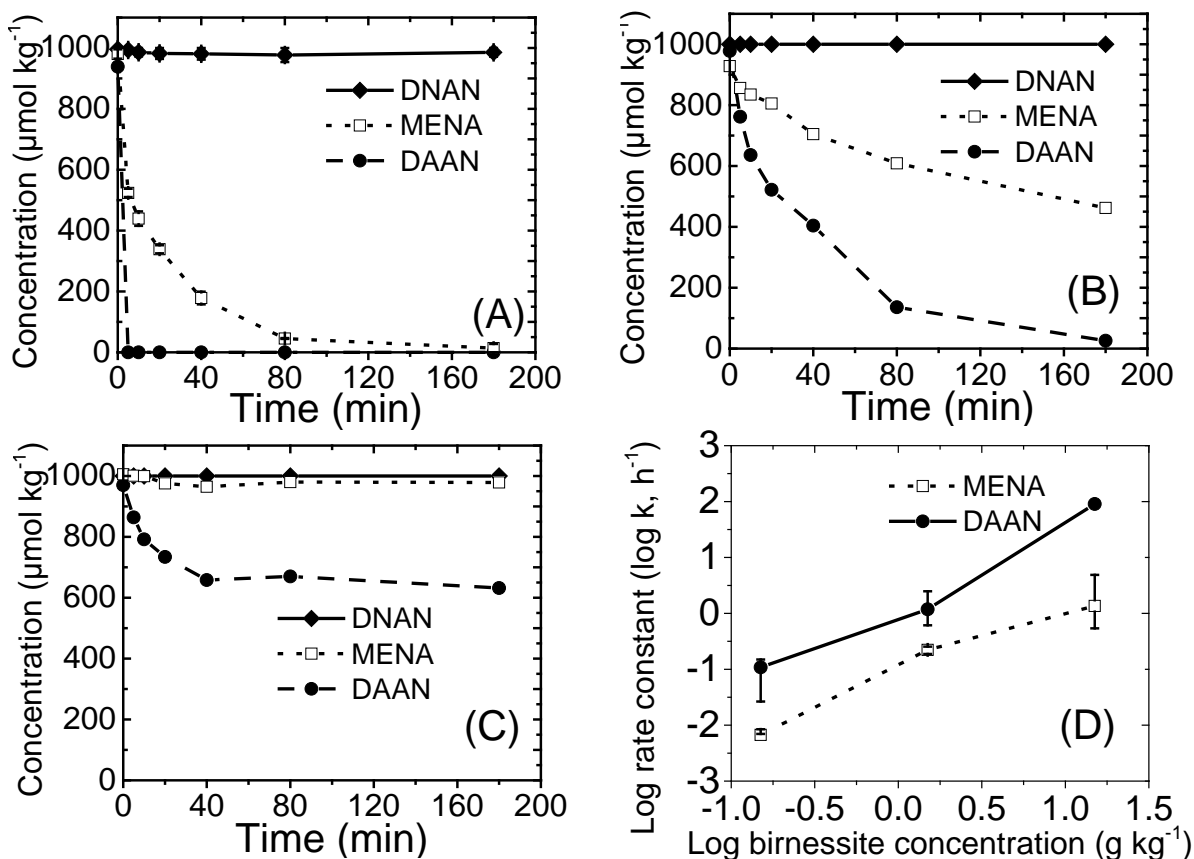 Concentration (µmol kg⁻¹)
1000
800
600
400
200
0
DNAN
MENA
DAAN
(A)
0 40 80 120 160 200
Time (min)
Concentration (µmol kg⁻¹)
1000
800
600
400
200
0
DNAN
MENA
DAAN
(B)
0 40 80 120 160 200
Time (min)
Concentration (µmol kg⁻¹)
1000
800
600
400
200
0
DNAN
MENA
DAAN
(C)
0 40 80 120 160 200
Time (min)
Log rate constant (log k, h⁻¹)
3
2
1
0
-1
-2
-3
MENA
DAAN
(D)
-1.0 -0.5 0.0 0.5 1.0 1.5
Log birnessite concentration (g kg⁻¹)